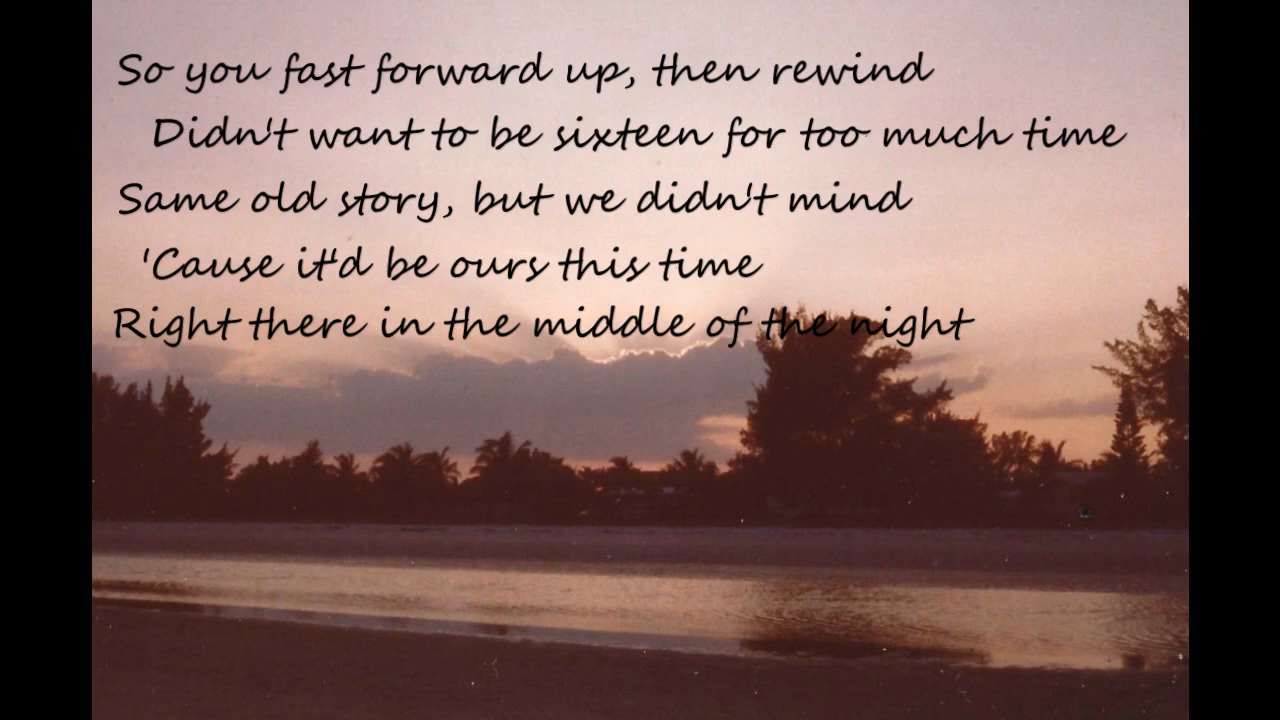 So you fast forward up, then rewind
Didn't want to be sixteen for too much time
Same old story, but we didn't mind
'Cause it'd be ours this time
Right there in the middle of the night